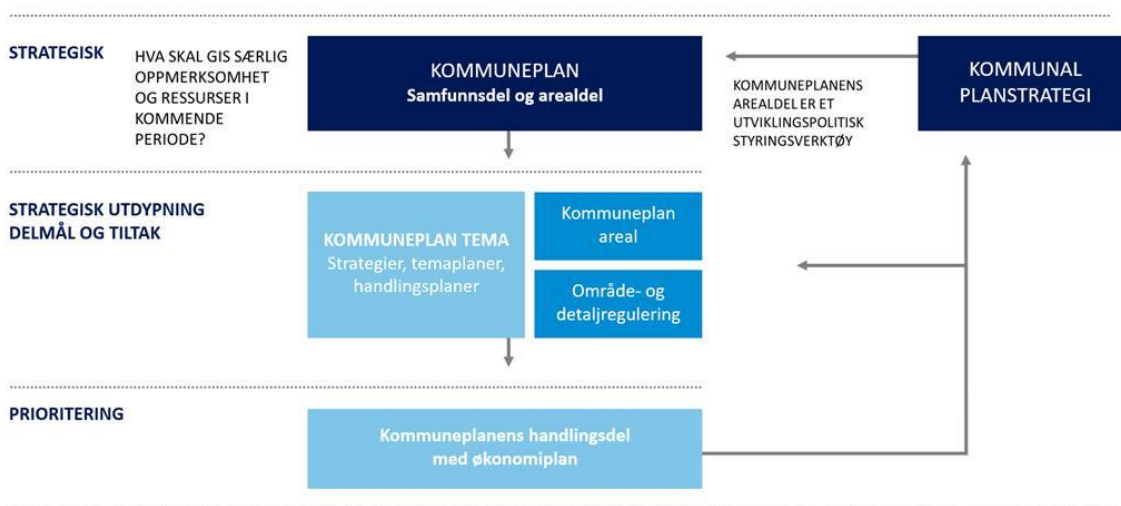 STRATEGISK
HVA SKAL GIS SÆRLIG
OPPMERKSOMHET
OG RESSURSER I
KOMMENDE
PERIODE?
KOMMUNEPLAN
Samfunnsdel og arealdel
KOMMUNEPLANENS
AREALDEL ER ET
UTVIKLINGSPOLITISK
STYRINGSVERKTØY
KOMMUNAL
PLANSTRATEGI
STRATEGISK UTDYPNING
DELMÅL OG TILTAK
KOMMUNEPLAN TEMA
Strategier, temaplaner,
handlingsplaner
Kommuneplan
areal
Område- og
detaljregulering
PRIORITERING
Kommuneplanens handlingsdel
med økonomiplan